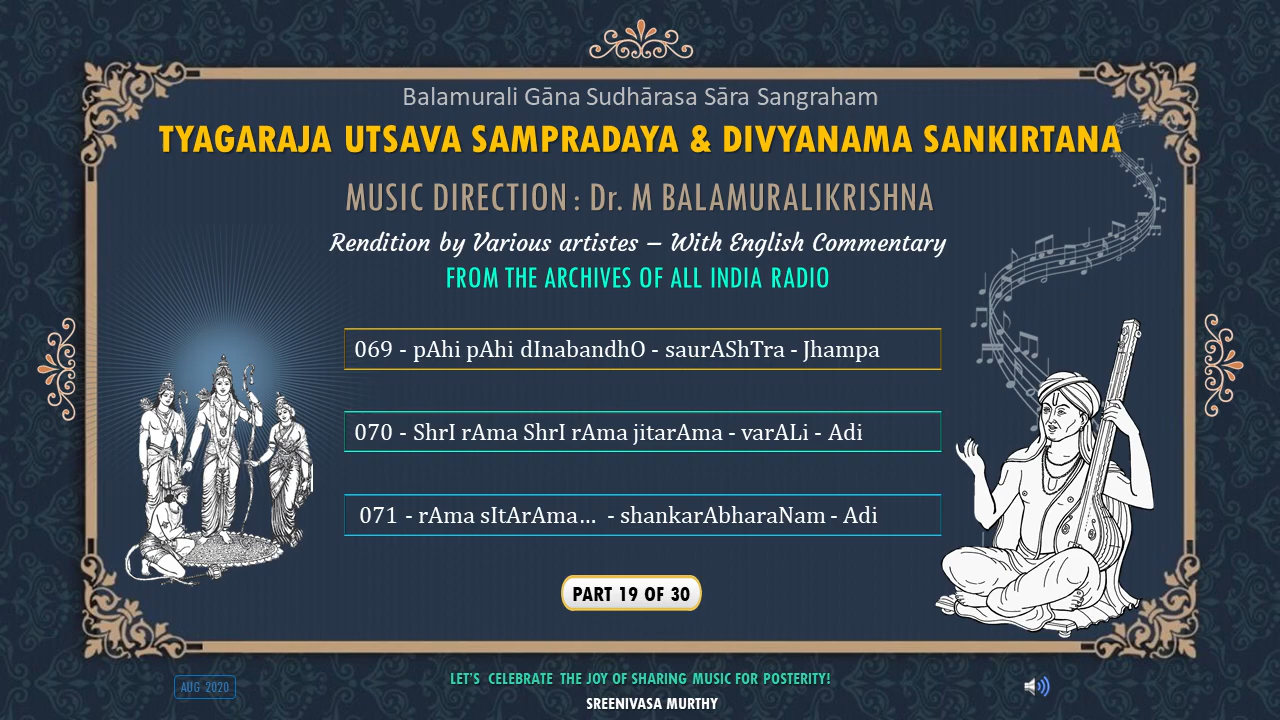 Balamurali Gāna Sudhārasa Sāra Sangraham
TYAGARAJA UTSAVA SAMPRADAYA & DIVYANAMA SANKIRTANA
MUSIC DIRECTION : Dr. M BALAMURALIKRISHNA
Rendition by Various artistes – With English Commentary
FROM THE ARCHIVES OF ALL INDIA RADIO
069 - pAhi pAhi dInabandhO - saurAShTra - Jhampa
070 - ShrI rAma ShrI rAma jitarAma - varALi - Adi
071 - rAma sItArAma… - shankarAbharaNam - Adi
PART 19 OF 30
AUG 2020
LET'S CELEBRATE THE JOY OF SHARING MUSIC FOR POSTERITY!
SREENIVASA MURTHY